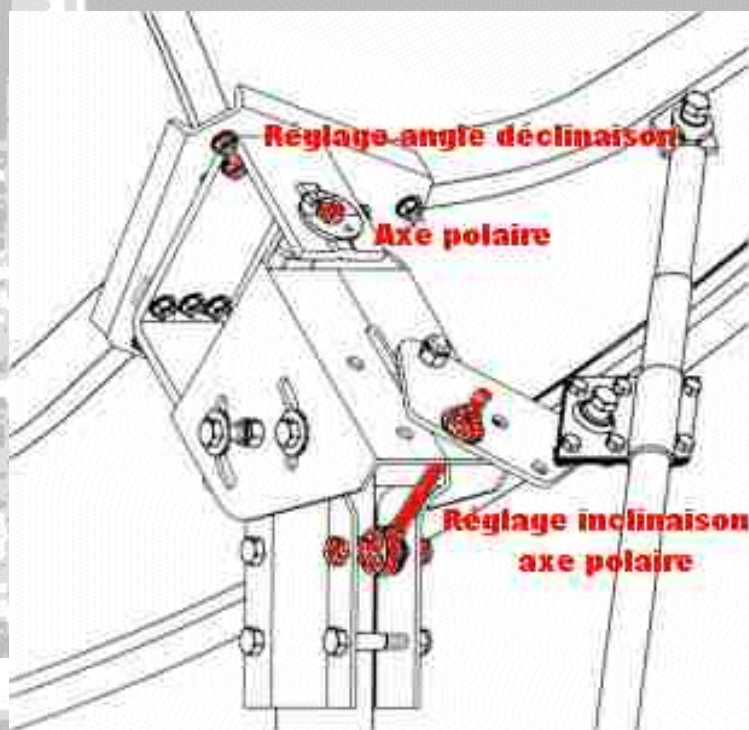 Réglage angle déclinaison
Axe polaire
Réglage inclinaison
axe polaire